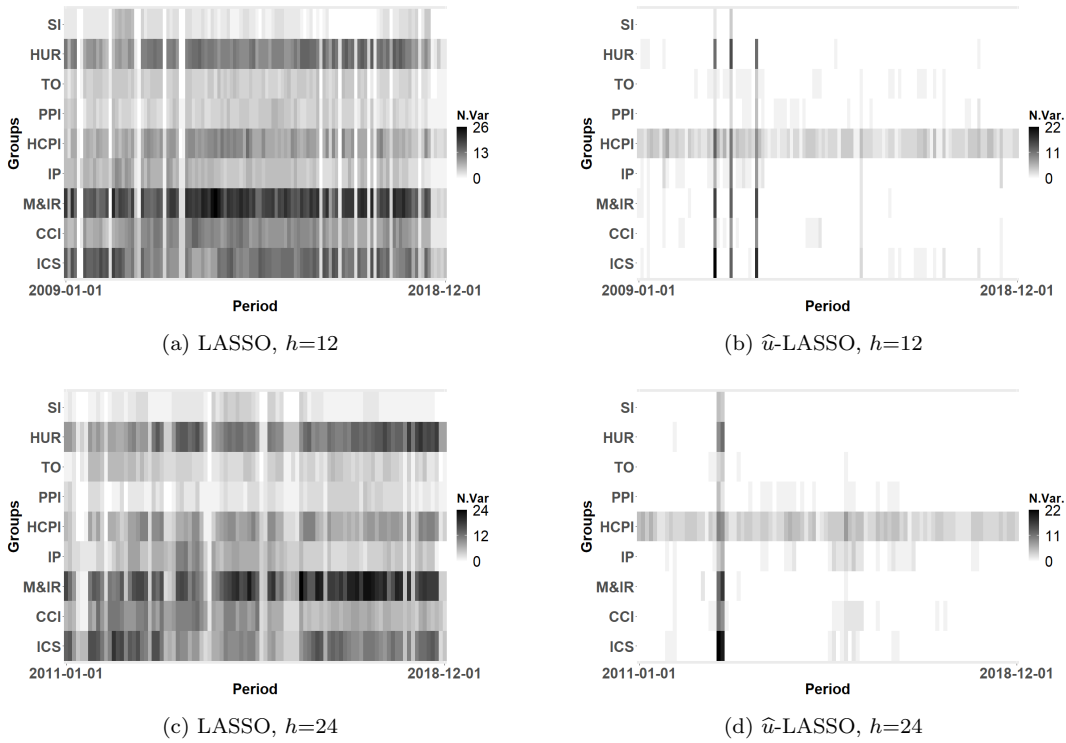 SI
HUR
TO
PPI
HCPI
IP
M&IR
CCI
ICS
Groups
2009-01-01
2018-12-01
Period
N.Var
26
13
0
(a) LASSO, h=12
SI
HUR
TO
PPI
HCPI
IP
M&IR
CCI
ICS
Groups
2009-01-01
2018-12-01
Period
N.Var.
22
11
0
(b) û-LASSO, h=12
SI
HUR
TO
PPI
HCPI
IP
M&IR
CCI
ICS
Groups
2011-01-01
2018-12-01
Period
N.Var
24
12
0
(c) LASSO, h=24
SI
HUR
TO
PPI
HCPI
IP
M&IR
CCI
ICS
Groups
2011-01-01
2018-12-01
Period
N.Var.
22
11
0
(d) û-LASSO, h=24